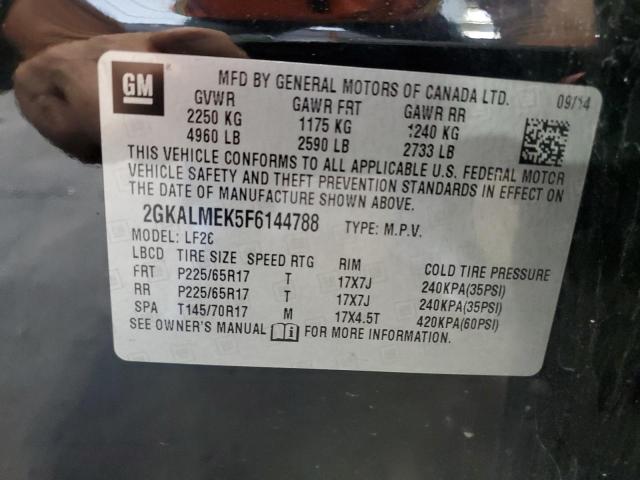 GM
MFD BY GENERAL MOTORS OF CANADA LTD. 09/14
GVWR GAWR FRT GAWR RR
2250 KG 1175 KG 1240 KG
4960 LB 2590 LB 2733 LB
THIS VEHICLE CONFORMS TO ALL APPLICABLE U.S. FEDERAL MOTOR
VEHICLE SAFETY AND THEFT PREVENTION STANDARDS IN EFFECT ON
THE DATE OF MANUFACTURE SHOWN ABOVE.
2GKALMEK5F6144788 TYPE: M.P.V.
MODEL: LF26
LBCD TIRE SIZE SPEED RTG RIM COLD TIRE PRESSURE
FRT P225/65R17 T 17X7J 240KPA(35PSI)
RR P225/65R17 T 17X7J 240KPA(35PSI)
SPA T145/70R17 M 17X4.5T 420KPA(60PSI)
SEE OWNER'S MANUAL FOR MORE INFORMATION.